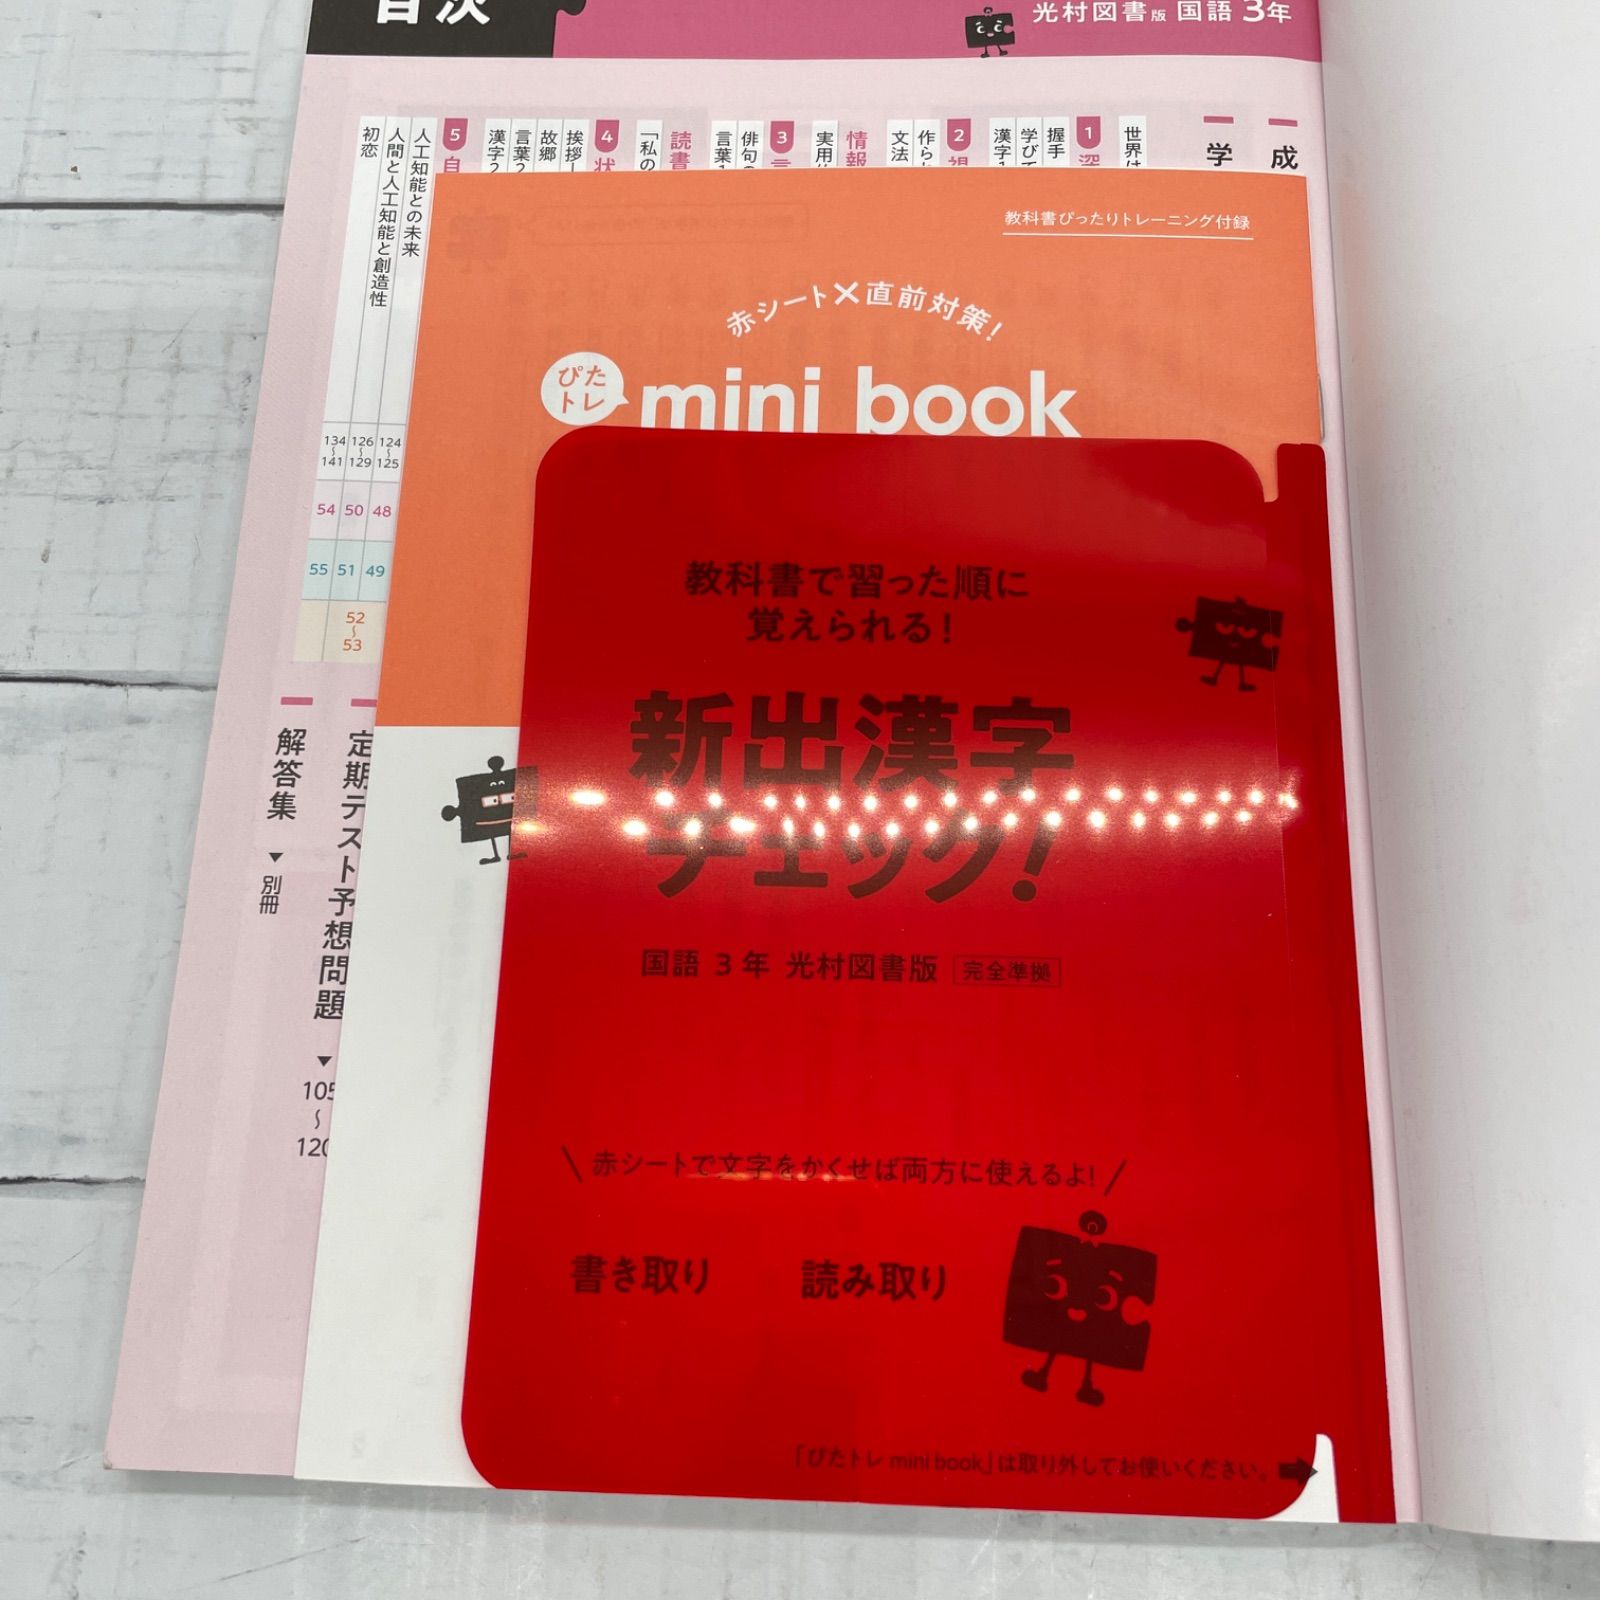 目次
光村図書版 国語 3年
成
学
世界は
1 深
握手
学びて
漢字1
2 視
作られ
文法
情報
実用的
3 言
俳句の
言葉1
読書
「私の
4 状
挨拶―
故郷
言葉2
漢字2
5 自
人工知能との未来
人間と人工知能と創造性
初恋
134〜141
126〜129
124〜125
54 50 48
55 51 49
52〜53
定期テスト予想問題
▼
105
〜
120
解答集
▼
別冊
教科書ぴったりトレーニング付録
赤シート×直前対策!
ぴたトレ
mini book
教科書で習った順に
覚えられる!
新出漢字
チェック!
国語 3年 光村図書版 完全準拠
赤シートで文字をかくせば両方に使えるよ!
書き取り 読み取り
「ぴたトレ mini book」は取り外してお使いください。